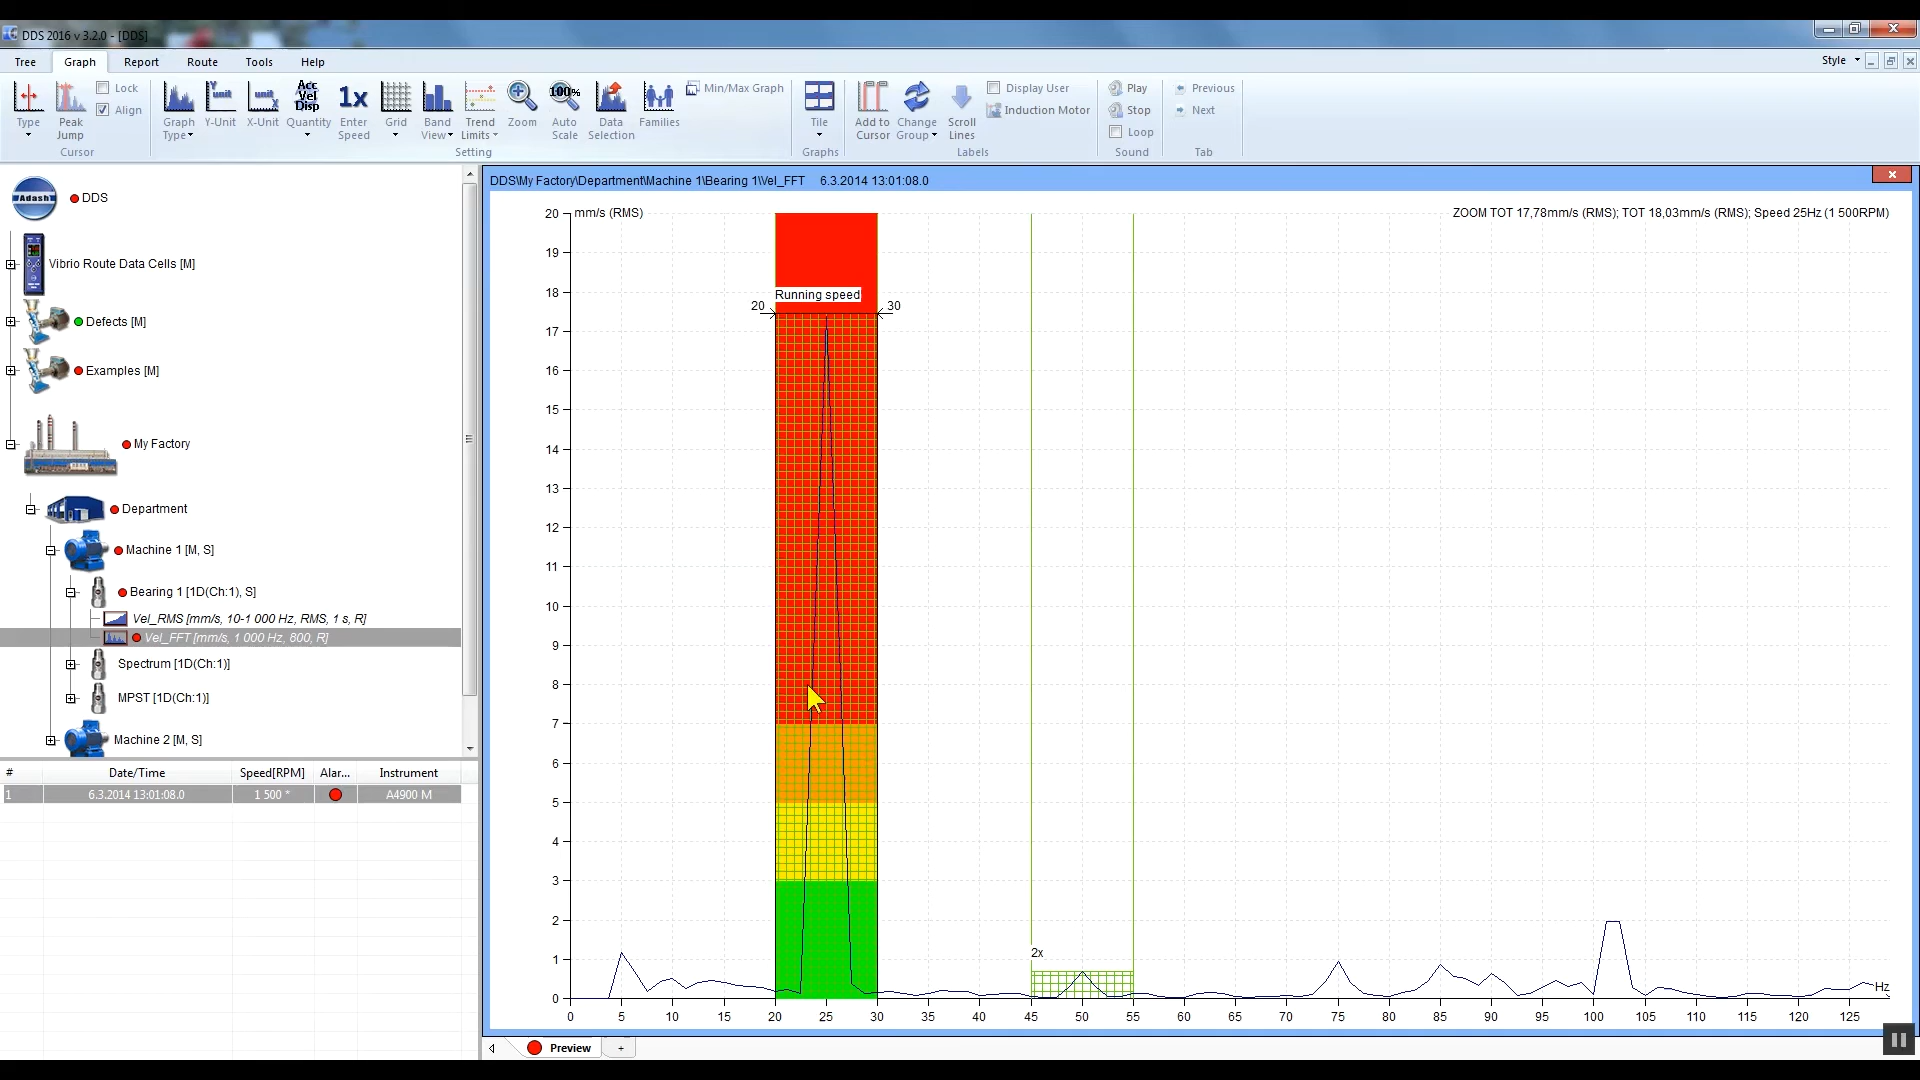 DDS 2016 v 3.2.0 - [DDS]
Tree Graph Report Route Tools Help Style
Type Peak Jump Lock Align
Cursor
Graph Type Y-Unit X-Unit Acc Vel Disp Quantity 1x Enter Speed Grid Band View Trend Limits Zoom 100% Auto Scale Data Selection Families Min/Max Graph
Setting
Tile
Graphs
Add to Cursor Change Group Scroll Lines Display User Induction Motor
Labels
Play Stop Loop
Sound
Previous Next
Tab
Adash DDS
Vibrio Route Data Cells [M]
Defects [M]
Examples [M]
My Factory
Department
Machine 1 [M, S]
Bearing 1 [1D(Ch:1), S]
Vel_RMS [mm/s, 10-1 000 Hz, RMS, 1 s, R]
Vel_FFT [mm/s, 1 000 Hz, 800, R]
Spectrum [1D(Ch:1)]
MPST [1D(Ch:1)]
Machine 2 [M, S]
# Date/Time Speed[RPM] Alar... Instrument
1 6.3.2014 13:01:08.0 1 500 * A4900 M
DDS\My Factory\Department\Machine 1\Bearing 1\Vel_FFT 6.3.2014 13:01:08.0
20 mm/s (RMS) ZOOM TOT 17,78mm/s (RMS); TOT 18,03mm/s (RMS); Speed 25Hz (1 500RPM)
19
18
Running speed
20 30
17
16
15
14
13
12
11
10
9
8
7
6
5
4
3
2
2x
1
0 Hz
0 5 10 15 20 25 30 35 40 45 50 55 60 65 70 75 80 85 90 95 100 105 110 115 120 125
Preview +